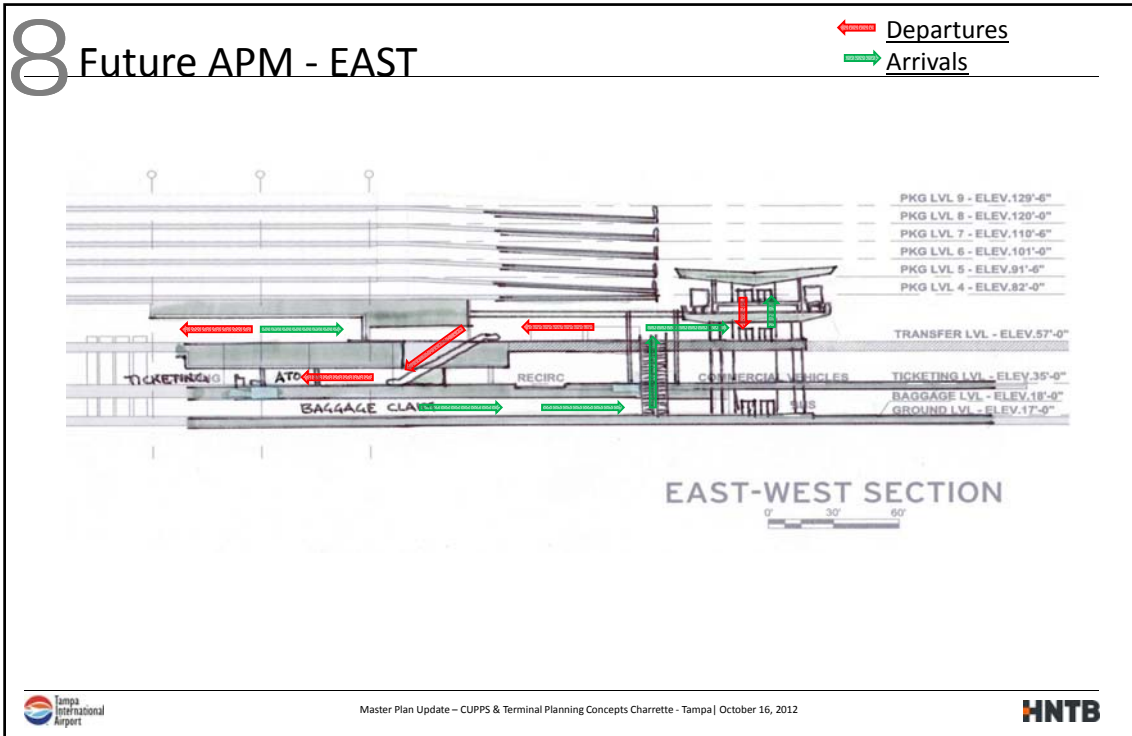 8 Future APM - EAST
Departures
Arrivals
PKG LVL 9 - ELEV.129'-6"
PKG LVL 8 - ELEV.120'-0"
PKG LVL 7 - ELEV.110'-6"
PKG LVL 6 - ELEV.101'-0"
PKG LVL 5 - ELEV.91'-6"
PKG LVL 4 - ELEV.82'-0"
TRANSFER LVL - ELEV.57'-0"
TICKETING ATO RECIRC COMMERCIAL VEHICLES TICKETING LVL - ELEV.35'-0"
BAGGAGE LVL - ELEV.18'-0"
BAGGAGE CLAIM BUS GROUND LVL - ELEV.17'-0"
EAST-WEST SECTION
0' 30' 60'
Tampa
International
Airport
Master Plan Update – CUPPS & Terminal Planning Concepts Charrette - Tampa| October 16, 2012
HNTB